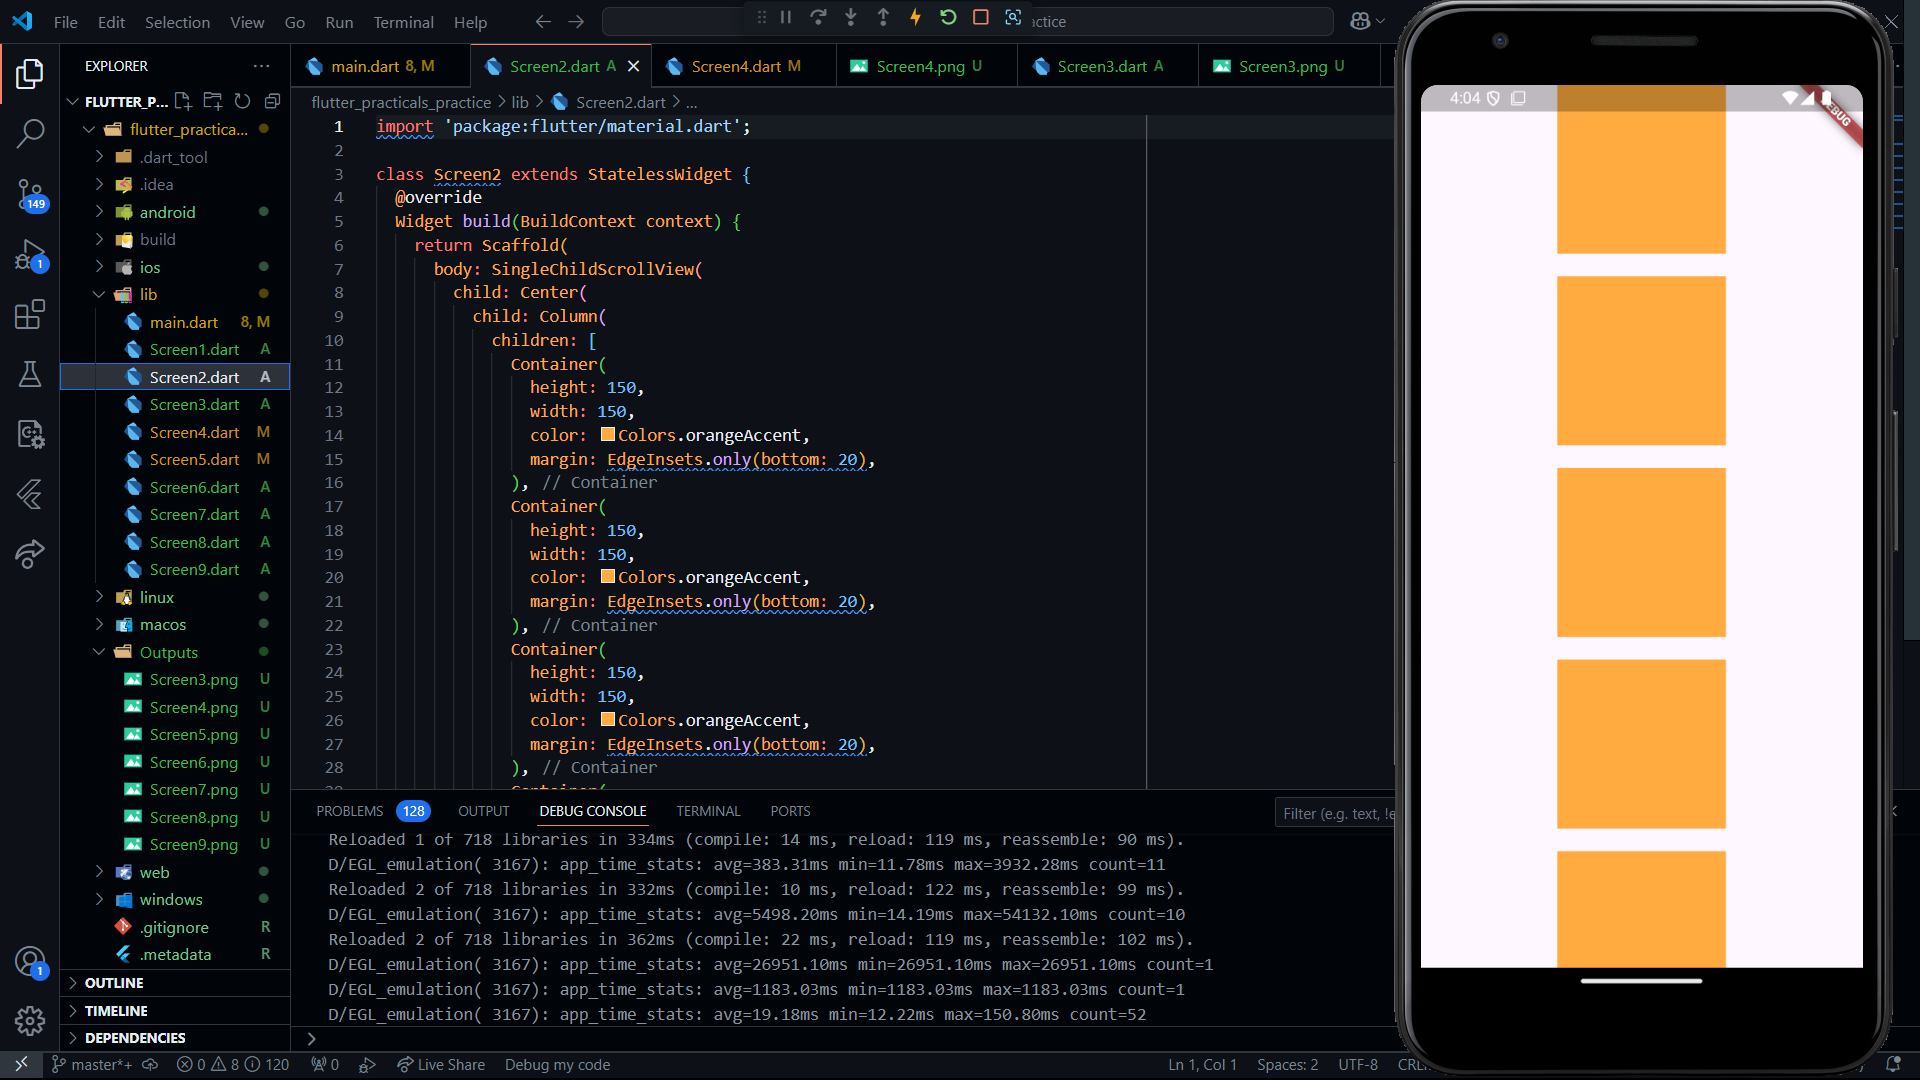 File Edit Selection View Go Run Terminal Help
actice
EXPLORER
FLUTTER_P...
flutter_practica...
.dart_tool
.idea
android
build
ios
lib
main.dart 8, M
Screen1.dart A
Screen2.dart A
Screen3.dart A
Screen4.dart M
Screen5.dart M
Screen6.dart A
Screen7.dart A
Screen8.dart A
Screen9.dart A
linux
macos
Outputs
Screen3.png U
Screen4.png U
Screen5.png U
Screen6.png U
Screen7.png U
Screen8.png U
Screen9.png U
web
windows
.gitignore R
.metadata R
OUTLINE
TIMELINE
DEPENDENCIES
149
1
1
main.dart 8, M
Screen2.dart A
Screen4.dart M
Screen4.png U
Screen3.dart A
Screen3.png U
flutter_practicals_practice > lib > Screen2.dart > ...
1 import 'package:flutter/material.dart';
2
3 class Screen2 extends StatelessWidget {
4 @override
5 Widget build(BuildContext context) {
6 return Scaffold(
7 body: SingleChildScrollView(
8 child: Center(
9 child: Column(
10 children: [
11 Container(
12 height: 150,
13 width: 150,
14 color: Colors.orangeAccent,
15 margin: EdgeInsets.only(bottom: 20),
16 ), // Container
17 Container(
18 height: 150,
19 width: 150,
20 color: Colors.orangeAccent,
21 margin: EdgeInsets.only(bottom: 20),
22 ), // Container
23 Container(
24 height: 150,
25 width: 150,
26 color: Colors.orangeAccent,
27 margin: EdgeInsets.only(bottom: 20),
28 ), // Container
PROBLEMS 128 OUTPUT DEBUG CONSOLE TERMINAL PORTS
Filter (e.g. text, !e
Reloaded 1 of 718 libraries in 334ms (compile: 14 ms, reload: 119 ms, reassemble: 90 ms).
D/EGL_emulation( 3167): app_time_stats: avg=383.31ms min=11.78ms max=3932.28ms count=11
Reloaded 2 of 718 libraries in 332ms (compile: 10 ms, reload: 122 ms, reassemble: 99 ms).
D/EGL_emulation( 3167): app_time_stats: avg=5498.20ms min=14.19ms max=54132.10ms count=10
Reloaded 2 of 718 libraries in 362ms (compile: 22 ms, reload: 119 ms, reassemble: 102 ms).
D/EGL_emulation( 3167): app_time_stats: avg=26951.10ms min=26951.10ms max=26951.10ms count=1
D/EGL_emulation( 3167): app_time_stats: avg=1183.03ms min=1183.03ms max=1183.03ms count=1
D/EGL_emulation( 3167): app_time_stats: avg=19.18ms min=12.22ms max=150.80ms count=52
master*+ 0 8 120 0 Live Share Debug my code
Ln 1, Col 1 Spaces: 2 UTF-8
4:04